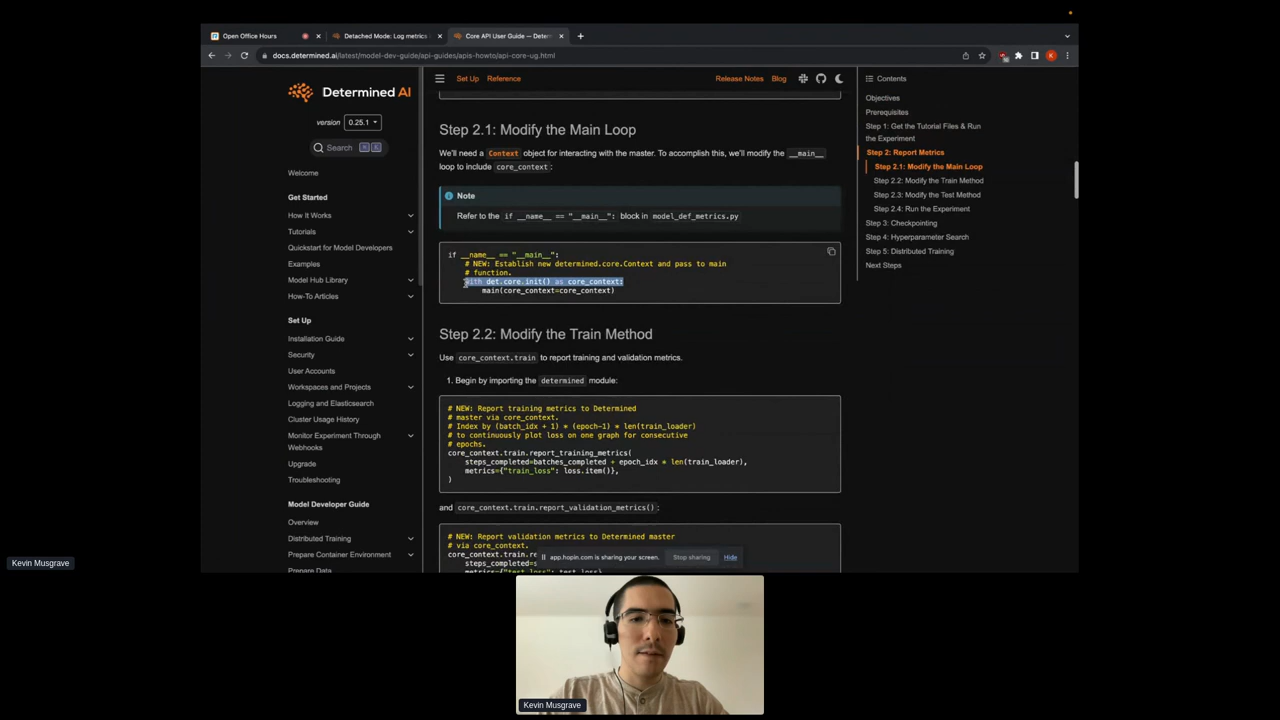 Open Office Hours
Detached Mode: Log metrics
Core API User Guide — Determ
docs.determined.ai/latest/model-dev-guide/api-guides/apis-howto/api-core-ug.html
Determined AI
version 0.25.1
Search
Welcome
Get Started
How It Works
Tutorials
Quickstart for Model Developers
Examples
Model Hub Library
How-To Articles
Set Up
Installation Guide
Security
User Accounts
Workspaces and Projects
Logging and Elasticsearch
Cluster Usage History
Monitor Experiment Through
Webhooks
Upgrade
Troubleshooting
Model Developer Guide
Overview
Distributed Training
Prepare Container Environment
Prepare Data
Set Up Reference
Release Notes Blog
Step 2.1: Modify the Main Loop
We'll need a Context object for interacting with the master. To accomplish this, we'll modify the __main__
loop to include core_context:
Note
Refer to the if __name__ == "__main__": block in model_def_metrics.py
if __name__ == "__main__":
# NEW: Establish new determined.core.Context and pass to main
# function.
with det.core.init() as core_context:
main(core_context=core_context)
Step 2.2: Modify the Train Method
Use core_context.train to report training and validation metrics.
1. Begin by importing the determined module:
# NEW: Report training metrics to Determined
# master via core_context.
# Index by (batch_idx + 1) * (epoch-1) * len(train_loader)
# to continuously plot loss on one graph for consecutive
# epochs.
core_context.train.report_training_metrics(
steps_completed=batches_completed + epoch_idx * len(train_loader),
metrics={"train_loss": loss.item()},
)
and core_context.train.report_validation_metrics():
# NEW: Report validation metrics to Determined master
# via core_context.
core_context.train.re
steps_completed=s
metrics={"test_loss": test_loss},
app.hopin.com is sharing your screen. Stop sharing Hide
Contents
Objectives
Prerequisites
Step 1: Get the Tutorial Files & Run
the Experiment
Step 2: Report Metrics
Step 2.1: Modify the Main Loop
Step 2.2: Modify the Train Method
Step 2.3: Modify the Test Method
Step 2.4: Run the Experiment
Step 3: Checkpointing
Step 4: Hyperparameter Search
Step 5: Distributed Training
Next Steps
Kevin Musgrave
Kevin Musgrave